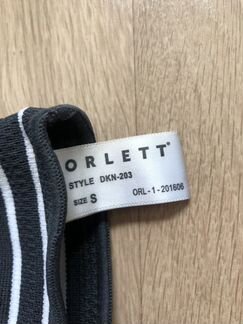 ORLETT®
STYLE DKN-203
SIZE S ORL-1-201606